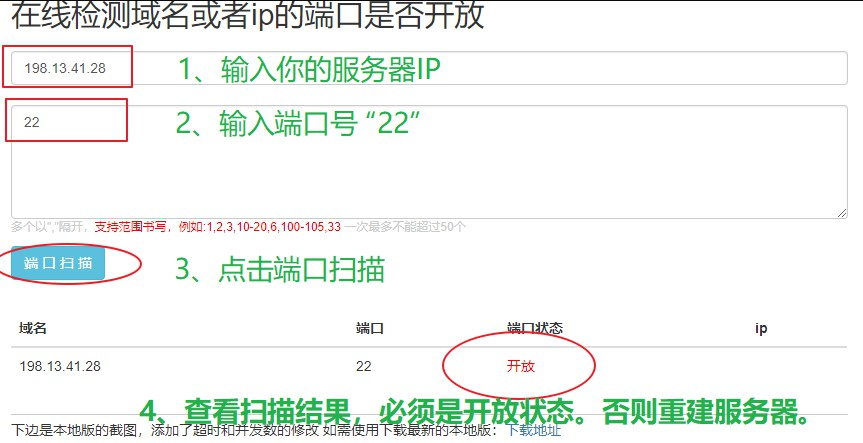 在线检测域名或者ip的端口是否开放
198.13.41.28 1、输入你的服务器IP
22 2、输入端口号“22”
多个以","隔开，支持范围书写，例如:1,2,3,10-20,6,100-105,33 一次最多不能超过50个
端口扫描 3、点击端口扫描
域名 端口 端口状态 ip
198.13.41.28 22 开放
4、查看扫描结果，必须是开放状态。否则重建服务器。
下边是本地版的截图，添加了超时和并发数的修改 如需使用下载最新的本地版：下载地址